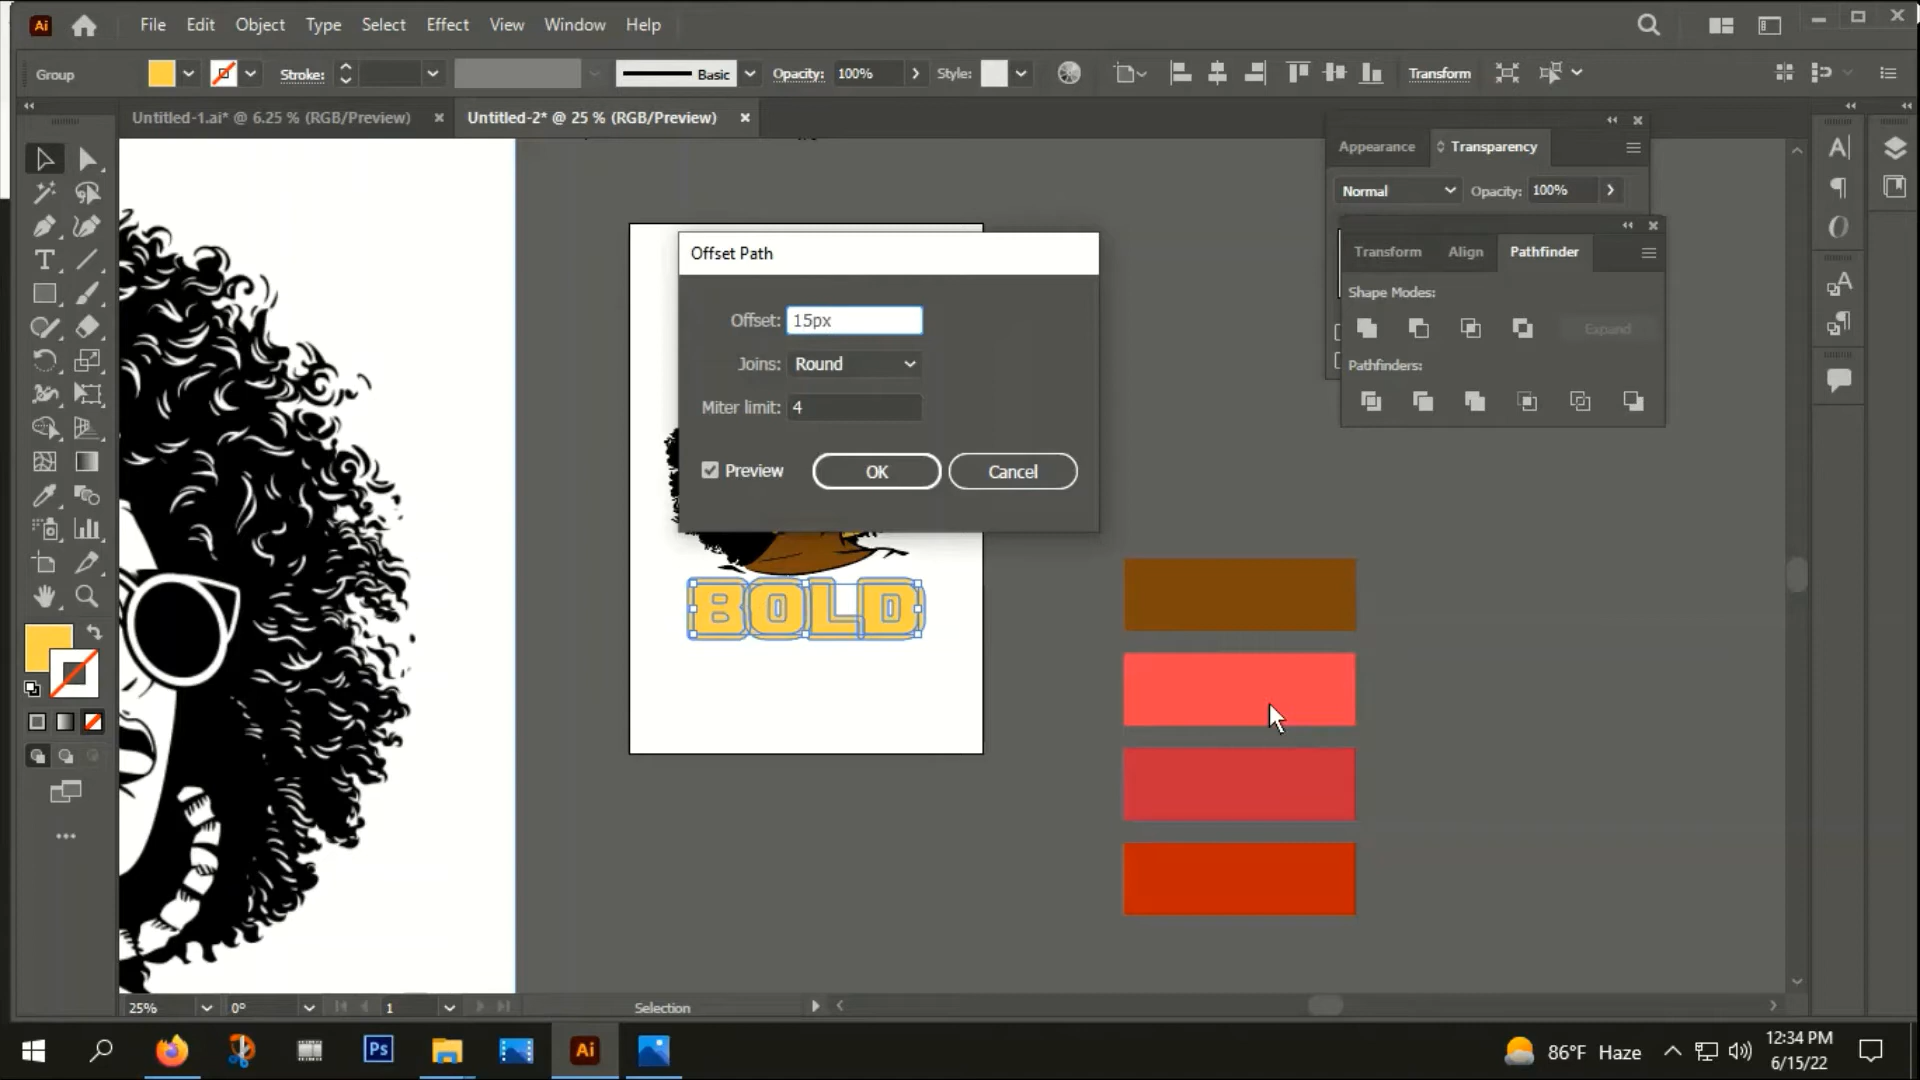 Ai File Edit Object Type Select Effect View Window Help
Group Stroke: Basic Opacity: 100% Style: Transform
Untitled-1.ai* @ 6.25 % (RGB/Preview) Untitled-2* @ 25 % (RGB/Preview)
Appearance Transparency
Normal Opacity: 100%
Transform Align Pathfinder
Shape Modes:
Expand
Pathfinders:
Offset Path
Offset: 15px
Joins: Round
Miter limit: 4
Preview OK Cancel
BOLD
25% 0° 1 Selection
Ps Ai 86°F Haze 12:34 PM
6/15/22